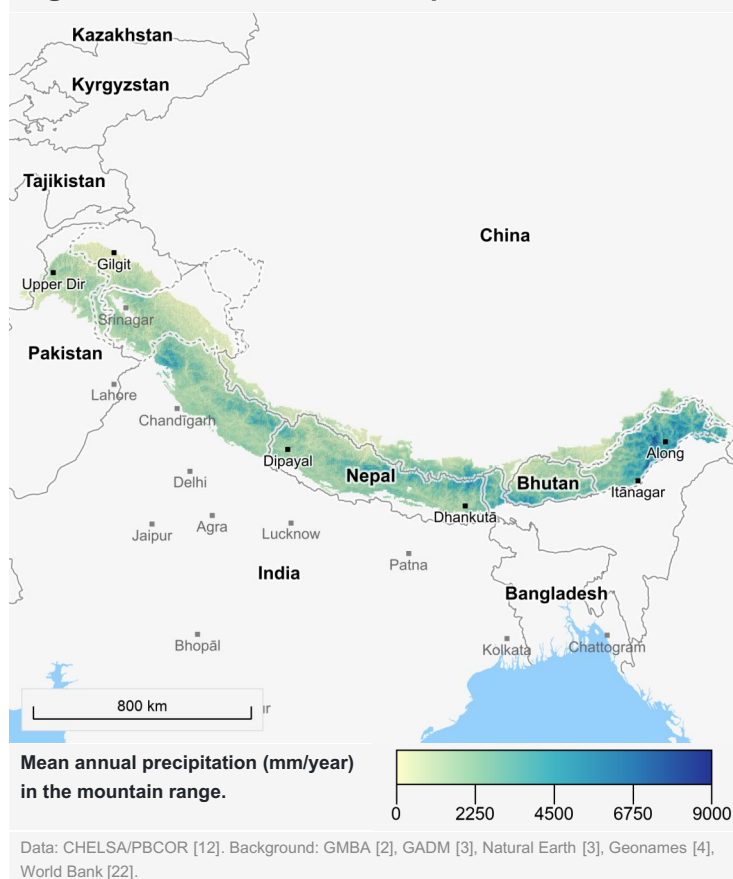 Kazakhstan
Kyrgyzstan
Tajikistan
China
Gilgit
Upper Dir
Srinagar
Pakistan
Lahore
Chandīgarh
Along
Dipayal
Nepal
Delhi
Bhutan
Itānagar
Dhankutā
Jaipur
Agra
Lucknow
Patna
India
Bangladesh
Bhopāl
Kolkata
Chattogram
800 km
Mean annual precipitation (mm/year)
in the mountain range.
0 2250 4500 6750 9000
Data: CHELSA/PBCOR [12]. Background: GMBA [2], GADM [3], Natural Earth [3], Geonames [4],
World Bank [22].